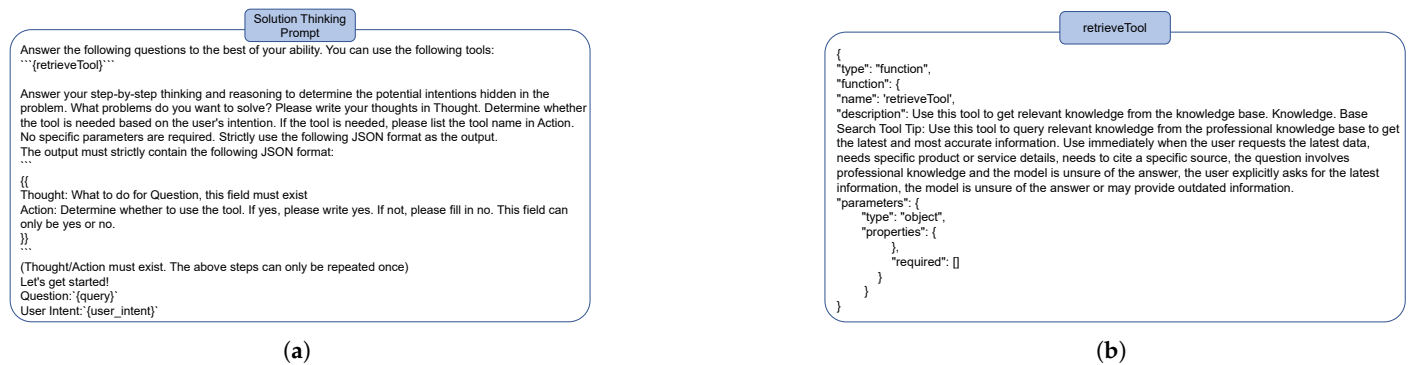 Solution Thinking
Prompt
Answer the following questions to the best of your ability. You can use the following tools:
```{retrieveTool}```
Answer your step-by-step thinking and reasoning to determine the potential intentions hidden in the
problem. What problems do you want to solve? Please write your thoughts in Thought. Determine whether
the tool is needed based on the user's intention. If the tool is needed, please list the tool name in Action.
No specific parameters are required. Strictly use the following JSON format as the output.
The output must strictly contain the following JSON format:
```
{{
Thought: What to do for Question, this field must exist
Action: Determine whether to use the tool. If yes, please write yes. If not, please fill in no. This field can
only be yes or no.
}}
```
(Thought/Action must exist. The above steps can only be repeated once)
Let's get started!
Question:`{query}`
User Intent:`{user_intent}`
(a)
retrieveTool
{
"type": "function",
"function": {
"name": 'retrieveTool',
"description": Use this tool to get relevant knowledge from the knowledge base. Knowledge. Base
Search Tool Tip: Use this tool to query relevant knowledge from the professional knowledge base to get
the latest and most accurate information. Use immediately when the user requests the latest data,
needs specific product or service details, needs to cite a specific source, the question involves
professional knowledge and the model is unsure of the answer, the user explicitly asks for the latest
information, the model is unsure of the answer or may provide outdated information.
"parameters": {
"type": "object",
"properties": {
},
"required": []
}
}
}
(b)